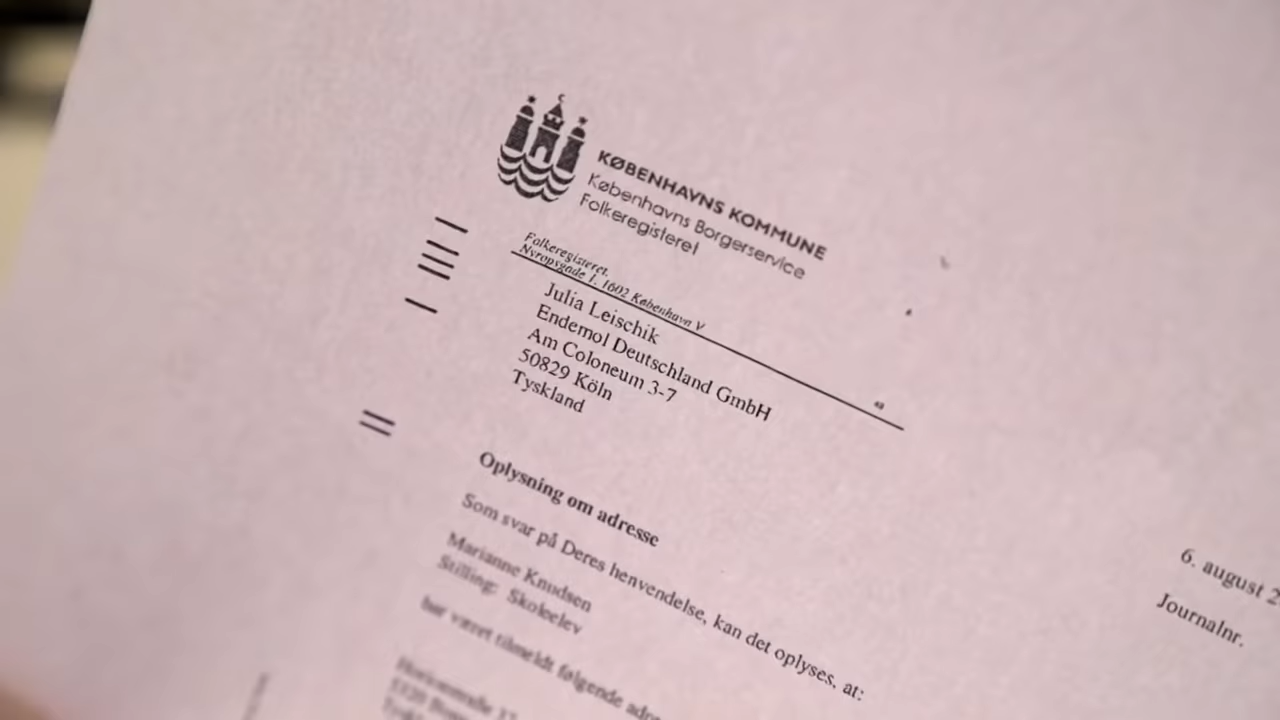 KØBENHAVNS KOMMUNE
Københavns Borgerservice
Folkeregisteret
Folkeregisteret.
Nyropsgade 1. 1602 København V
Julia Leischik
Endemol Deutschland GmbH
Am Coloneum 3-7
50829 Köln
Tyskland
6. august 2
Journalnr.
Oplysning om adresse
Som svar på Deres henvendelse, kan det oplyses, at:
Marianne Knudsen
Stilling: Skoleelev
har været tilmeldt følgende adre